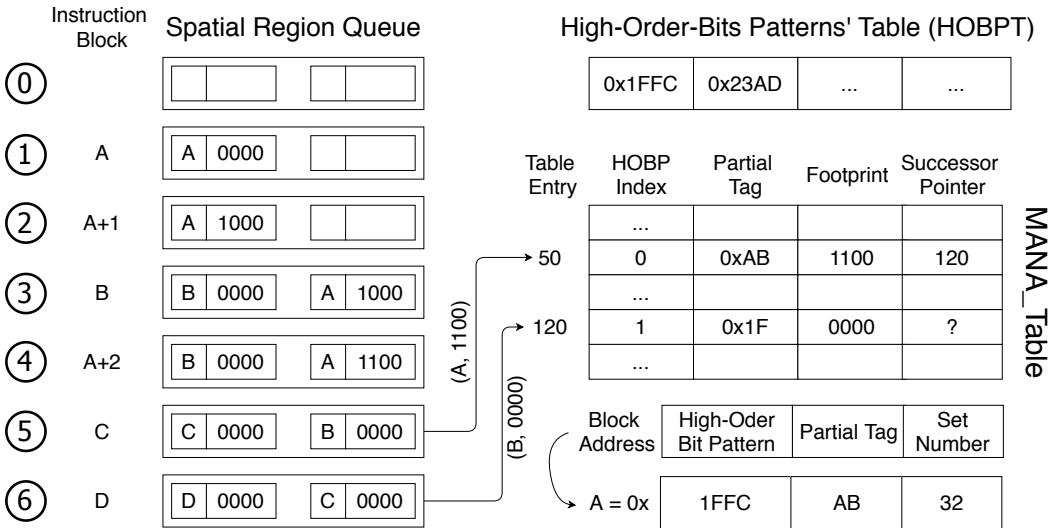 Instruction
Block
Spatial Region Queue
High-Order-Bits Patterns' Table (HOBPT)
0
0x1FFC 0x23AD ... ...
1 A A 0000
Table
Entry
HOBP
Index
Partial
Tag
Footprint
Successor
Pointer
2 A+1 A 1000
...
50 0 0xAB 1100 120
3 B B 0000 A 1000
...
120 1 0x1F 0000 ?
4 A+2 B 0000 A 1100
...
MANA_Table
(A, 1100)
(B, 0000)
5 C C 0000 B 0000
Block
Address
High-Oder
Bit Pattern
Partial Tag
Set
Number
6 D D 0000 C 0000
A = 0x 1FFC AB 32